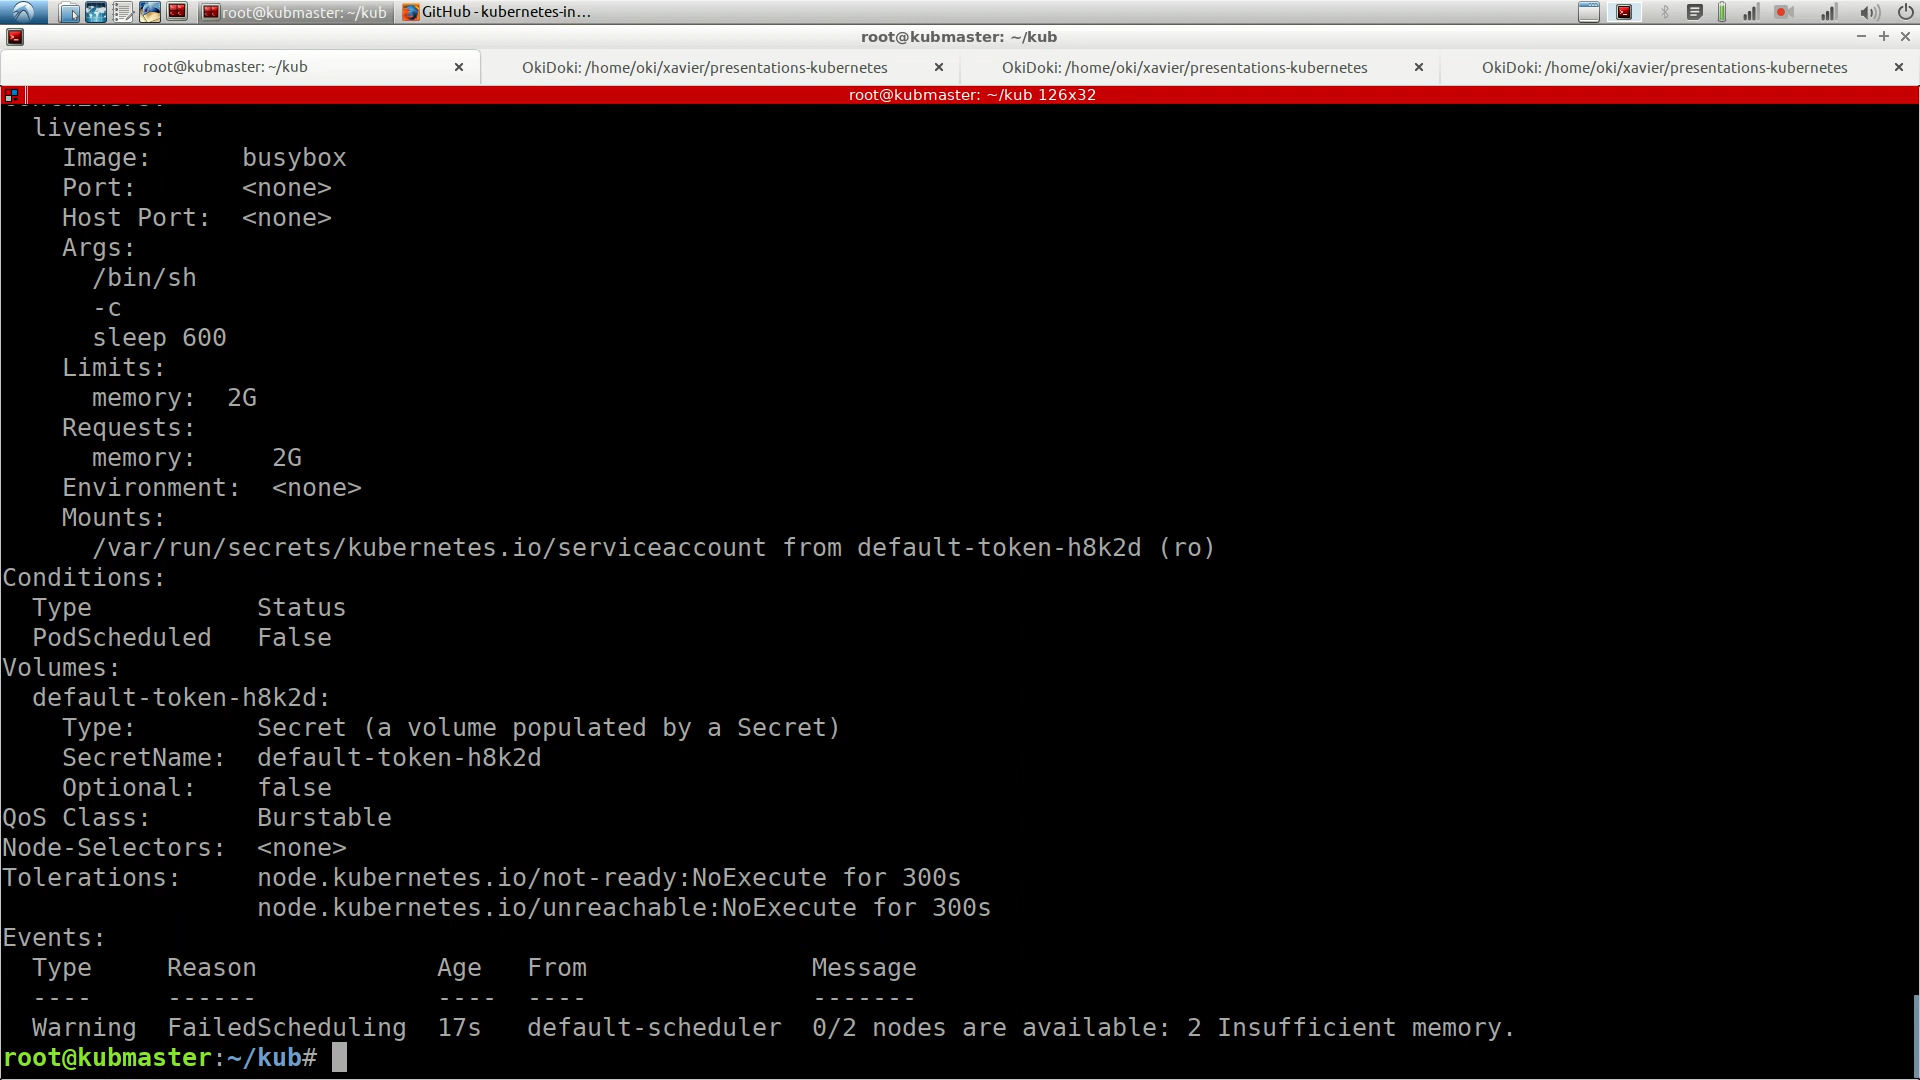 root@kubmaster: ~/kub
GitHub - kubernetes-in...
root@kubmaster: ~/kub
root@kubmaster: ~/kub
OkiDoki: /home/oki/xavier/presentations-kubernetes
OkiDoki: /home/oki/xavier/presentations-kubernetes
OkiDoki: /home/oki/xavier/presentations-kubernetes
root@kubmaster: ~/kub 126x32
liveness:
Image: busybox
Port: <none>
Host Port: <none>
Args:
/bin/sh
-c
sleep 600
Limits:
memory: 2G
Requests:
memory: 2G
Environment: <none>
Mounts:
/var/run/secrets/kubernetes.io/serviceaccount from default-token-h8k2d (ro)
Conditions:
Type Status
PodScheduled False
Volumes:
default-token-h8k2d:
Type: Secret (a volume populated by a Secret)
SecretName: default-token-h8k2d
Optional: false
QoS Class: Burstable
Node-Selectors: <none>
Tolerations: node.kubernetes.io/not-ready:NoExecute for 300s
node.kubernetes.io/unreachable:NoExecute for 300s
Events:
Type Reason Age From Message
---- ------ ---- ---- -------
Warning FailedScheduling 17s default-scheduler 0/2 nodes are available: 2 Insufficient memory.
root@kubmaster:~/kub#